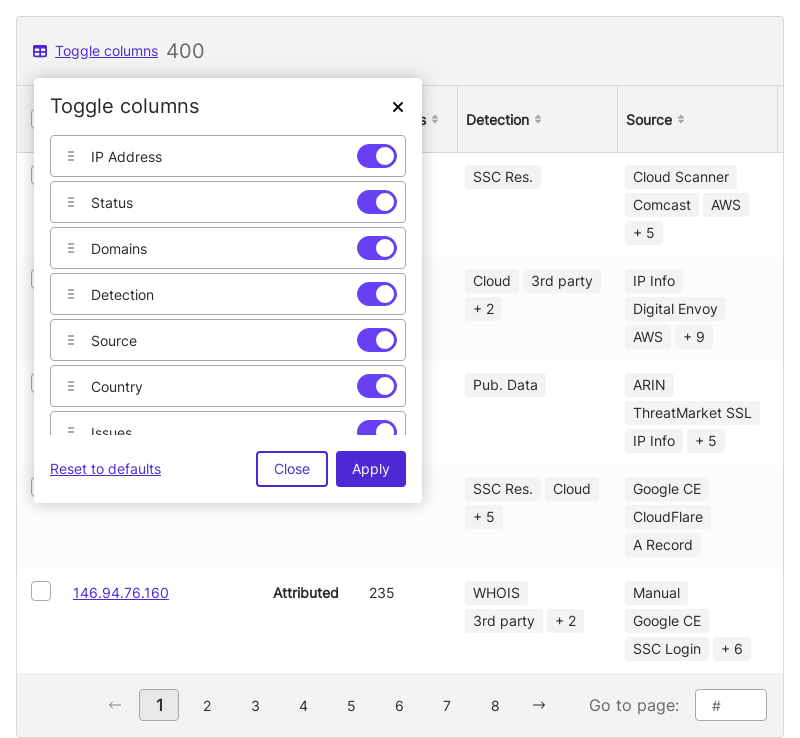 Toggle columns 400
Toggle columns
IP Address
Status
Domains
Detection
Source
Country
Issues
Reset to defaults Close Apply
s Detection Source
SSC Res. Cloud Scanner
Comcast AWS
+ 5
Cloud 3rd party IP Info
+ 2 Digital Envoy
AWS + 9
Pub. Data ARIN
ThreatMarket SSL
IP Info + 5
SSC Res. Cloud Google CE
+ 5 CloudFlare
A Record
146.94.76.160 Attributed 235 WHOIS Manual
3rd party + 2 Google CE
SSC Login + 6
← 1 2 3 4 5 6 7 8 → Go to page: #